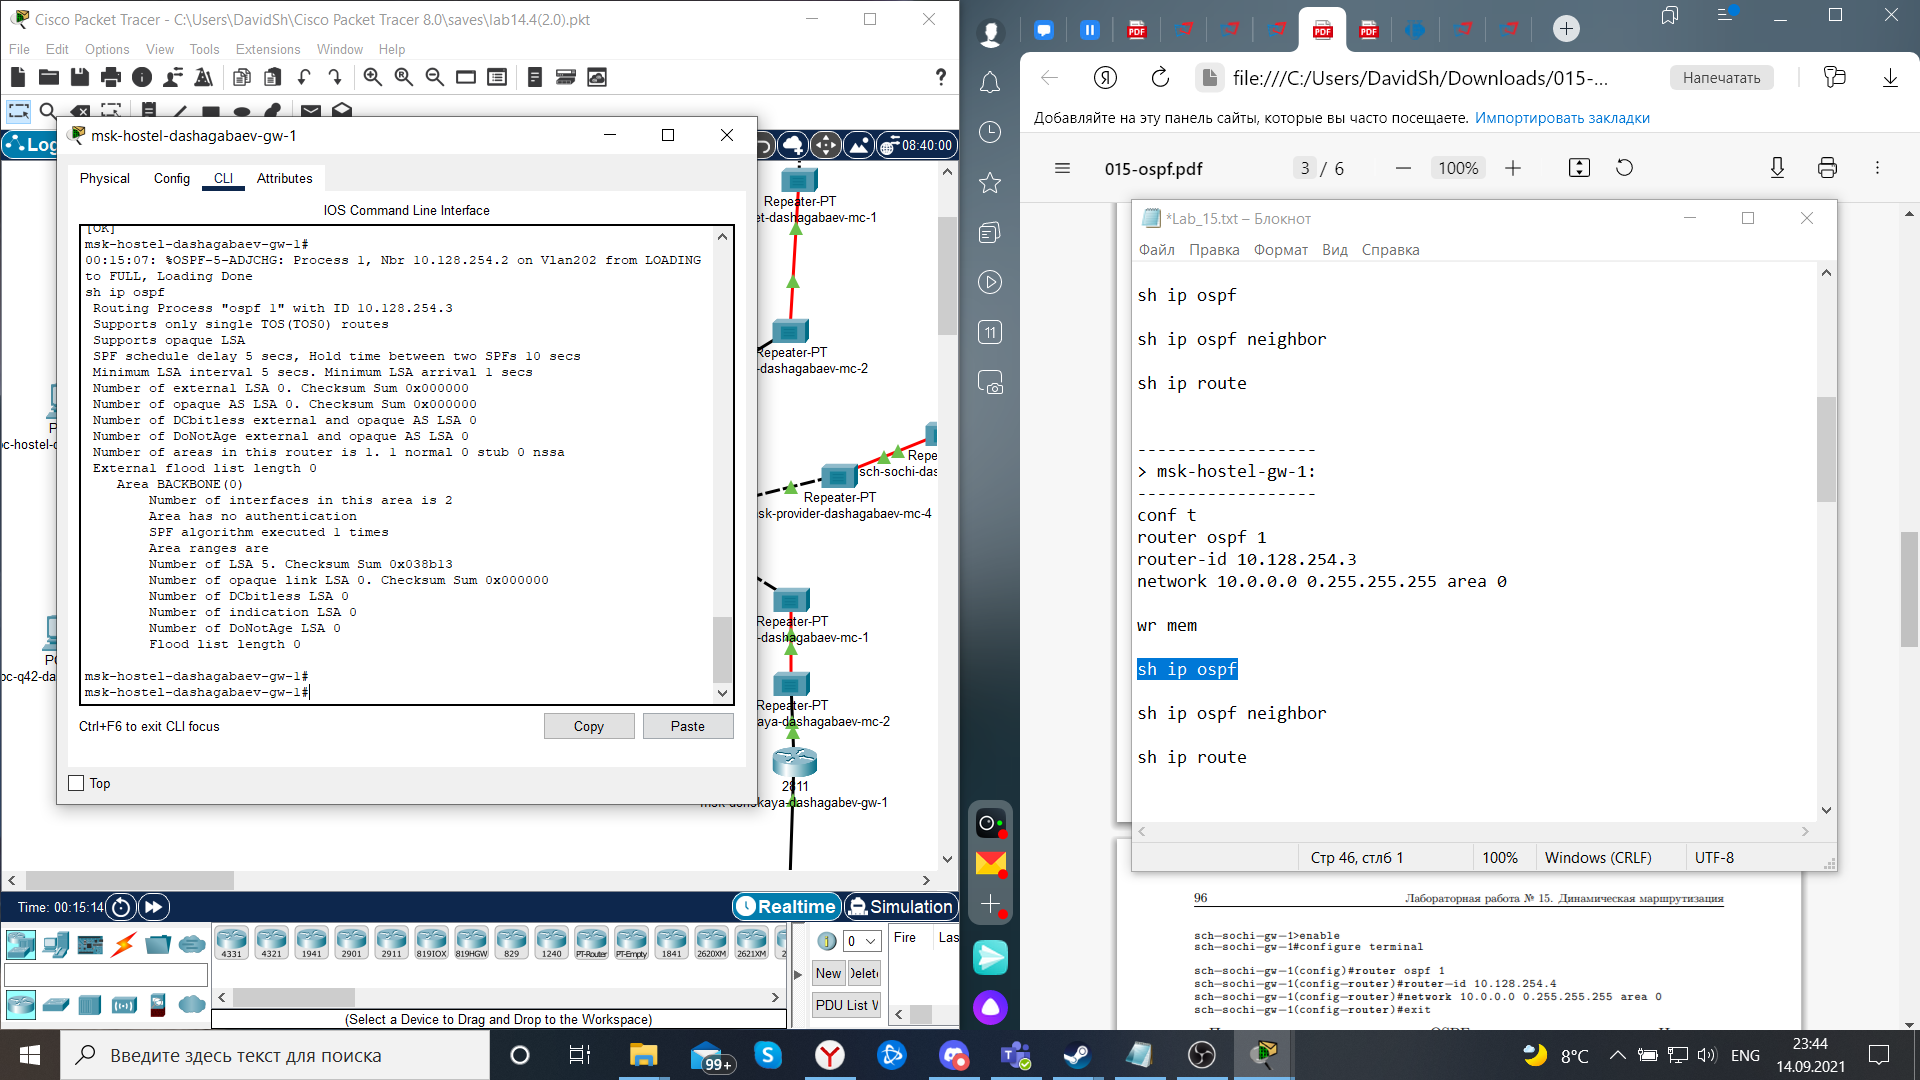 Cisco Packet Tracer - C:\Users\DavidSh\Cisco Packet Tracer 8.0\saves\lab14.4(2.0).pkt
File Edit Options View Tools Extensions Window Help
msk-hostel-dashagabaev-gw-1
08:40:00
Physical Config CLI Attributes
IOS Command Line Interface
[OK]
msk-hostel-dashagabaev-gw-1#
00:15:07: %OSPF-5-ADJCHG: Process 1, Nbr 10.128.254.2 on Vlan202 from LOADING
to FULL, Loading Done
sh ip ospf
Routing Process "ospf 1" with ID 10.128.254.3
Supports only single TOS(TOS0) routes
Supports opaque LSA
SPF schedule delay 5 secs, Hold time between two SPFs 10 secs
Minimum LSA interval 5 secs. Minimum LSA arrival 1 secs
Number of external LSA 0. Checksum Sum 0x000000
Number of opaque AS LSA 0. Checksum Sum 0x000000
Number of DCbitless external and opaque AS LSA 0
Number of DoNotAge external and opaque AS LSA 0
Number of areas in this router is 1. 1 normal 0 stub 0 nssa
External flood list length 0
Area BACKBONE(0)
Number of interfaces in this area is 2
Area has no authentication
SPF algorithm executed 1 times
Area ranges are
Number of LSA 5. Checksum Sum 0x038b13
Number of opaque link LSA 0. Checksum Sum 0x000000
Number of DCbitless LSA 0
Number of indication LSA 0
Number of DoNotAge LSA 0
Flood list length 0
msk-hostel-dashagabaev-gw-1#
msk-hostel-dashagabaev-gw-1#
Ctrl+F6 to exit CLI focus
Copy Paste
Top
Repeater-PT
et-dashagabaev-mc-1
Repeater-PT
-dashagabaev-mc-2
Repe
sch-sochi-das
Repeater-PT
sk-provider-dashagabaev-mc-4
Repeater-PT
-dashagabaev-mc-1
Repeater-PT
aya-dashagabaev-mc-2
2811
msk-donskaya-dashagabev-gw-1
Time: 00:15:14
Realtime Simulation
4331 4321 1941 2901 2911 819IOX 819HGW 829 1240 PT-Router PT-Empty 1841 2620XM 2621XM
(Select a Device to Drag and Drop to the Workspace)
0
New
PDU List W
Fire Las
file:///C:/Users/DavidSh/Downloads/015-...
Напечатать
Добавляйте на эту панель сайты, которые вы часто посещаете. Импортировать закладки
015-ospf.pdf 3 / 6 100%
11
*Lab_15.txt – Блокнот
Файл Правка Формат Вид Справка
sh ip ospf
sh ip ospf neighbor
sh ip route
------------------
> msk-hostel-gw-1:
------------------
conf t
router ospf 1
router-id 10.128.254.3
network 10.0.0.0 0.255.255.255 area 0
wr mem
sh ip ospf
sh ip ospf neighbor
sh ip route
Стр 46, стлб 1 100% Windows (CRLF) UTF-8
96 Лабораторная работа № 15. Динамическая маршрутизация
sch-sochi-gw-1>enable
sch-sochi-gw-1#configure terminal
sch-sochi-gw-1(config)#router ospf 1
sch-sochi-gw-1(config-router)#router-id 10.128.254.4
sch-sochi-gw-1(config-router)#network 10.0.0.0 0.255.255.255 area 0
sch-sochi-gw-1(config-router)#exit
Введите здесь текст для поиска
99+
8°C
ENG
23:44
14.09.2021